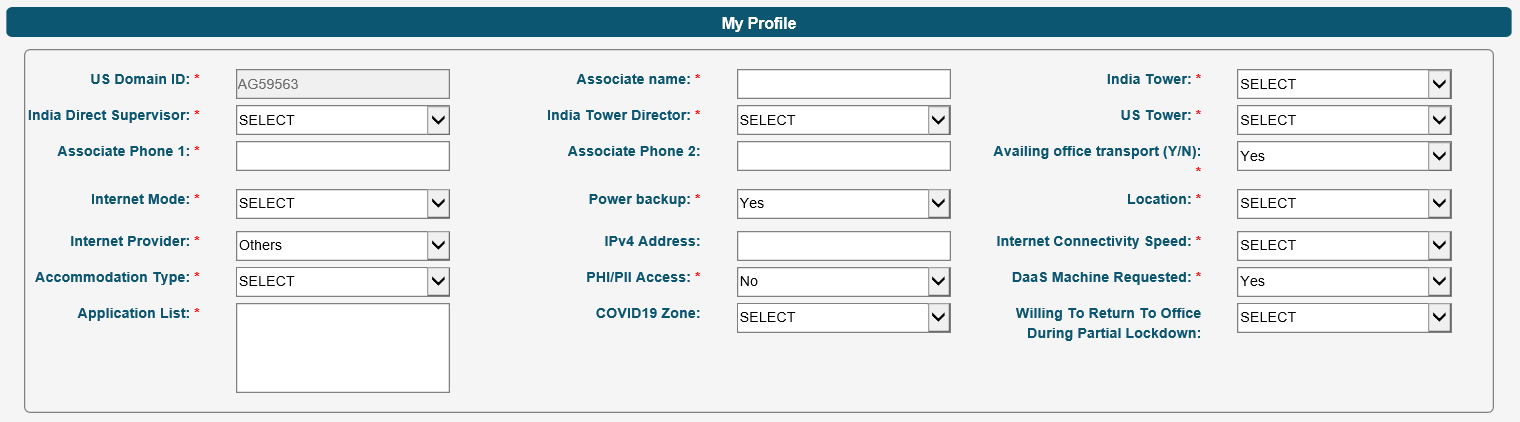 My Profile
US Domain ID: * AG59563 Associate name: * India Tower: * SELECT
India Direct Supervisor: * SELECT India Tower Director: * SELECT US Tower: * SELECT
Associate Phone 1: * Associate Phone 2: Availing office transport (Y/N): Yes
*
Internet Mode: * SELECT Power backup: * Yes Location: * SELECT
Internet Provider: * Others IPv4 Address: Internet Connectivity Speed: * SELECT
Accommodation Type: * SELECT PHI/PII Access: * No DaaS Machine Requested: * Yes
Application List: * COVID19 Zone: SELECT Willing To Return To Office SELECT
During Partial Lockdown: